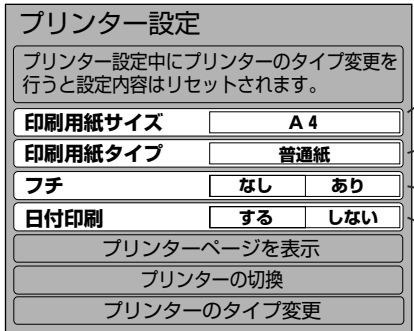 プリンター設定
プリンター設定中にプリンターのタイプ変更を
行うと設定内容はリセットされます。
印刷用紙サイズ A4
印刷用紙タイプ 普通紙
フチ なし あり
日付印刷 する しない
プリンターページを表示
プリンターの切換
プリンターのタイプ変更